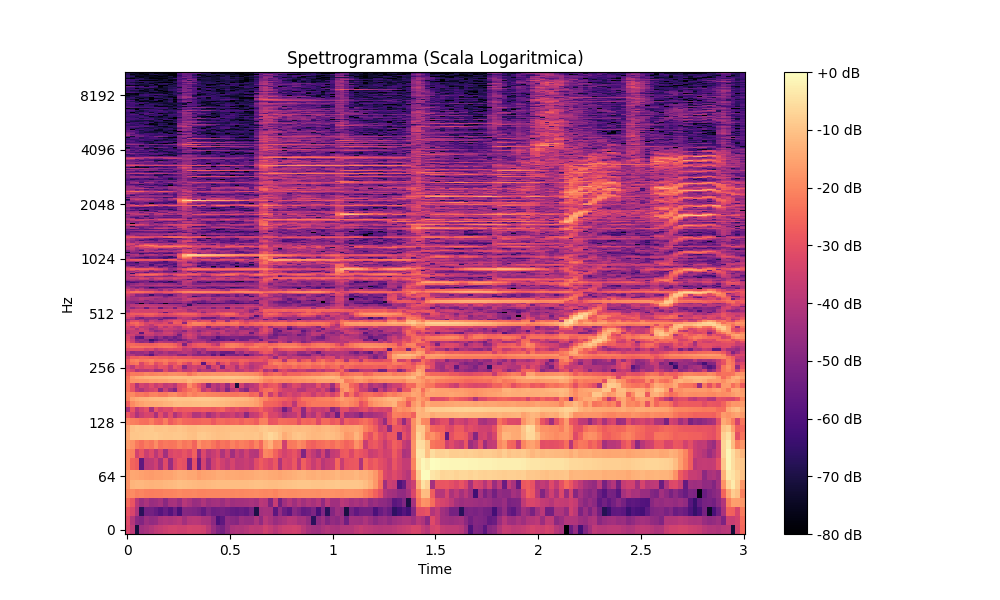 Spettrogramma (Scala Logaritmica)
8192
4096
2048
1024
512
256
128
64
0
Hz
0
0.5
1
1.5
2
2.5
3
Time
+0 dB
-10 dB
-20 dB
-30 dB
-40 dB
-50 dB
-60 dB
-70 dB
-80 dB